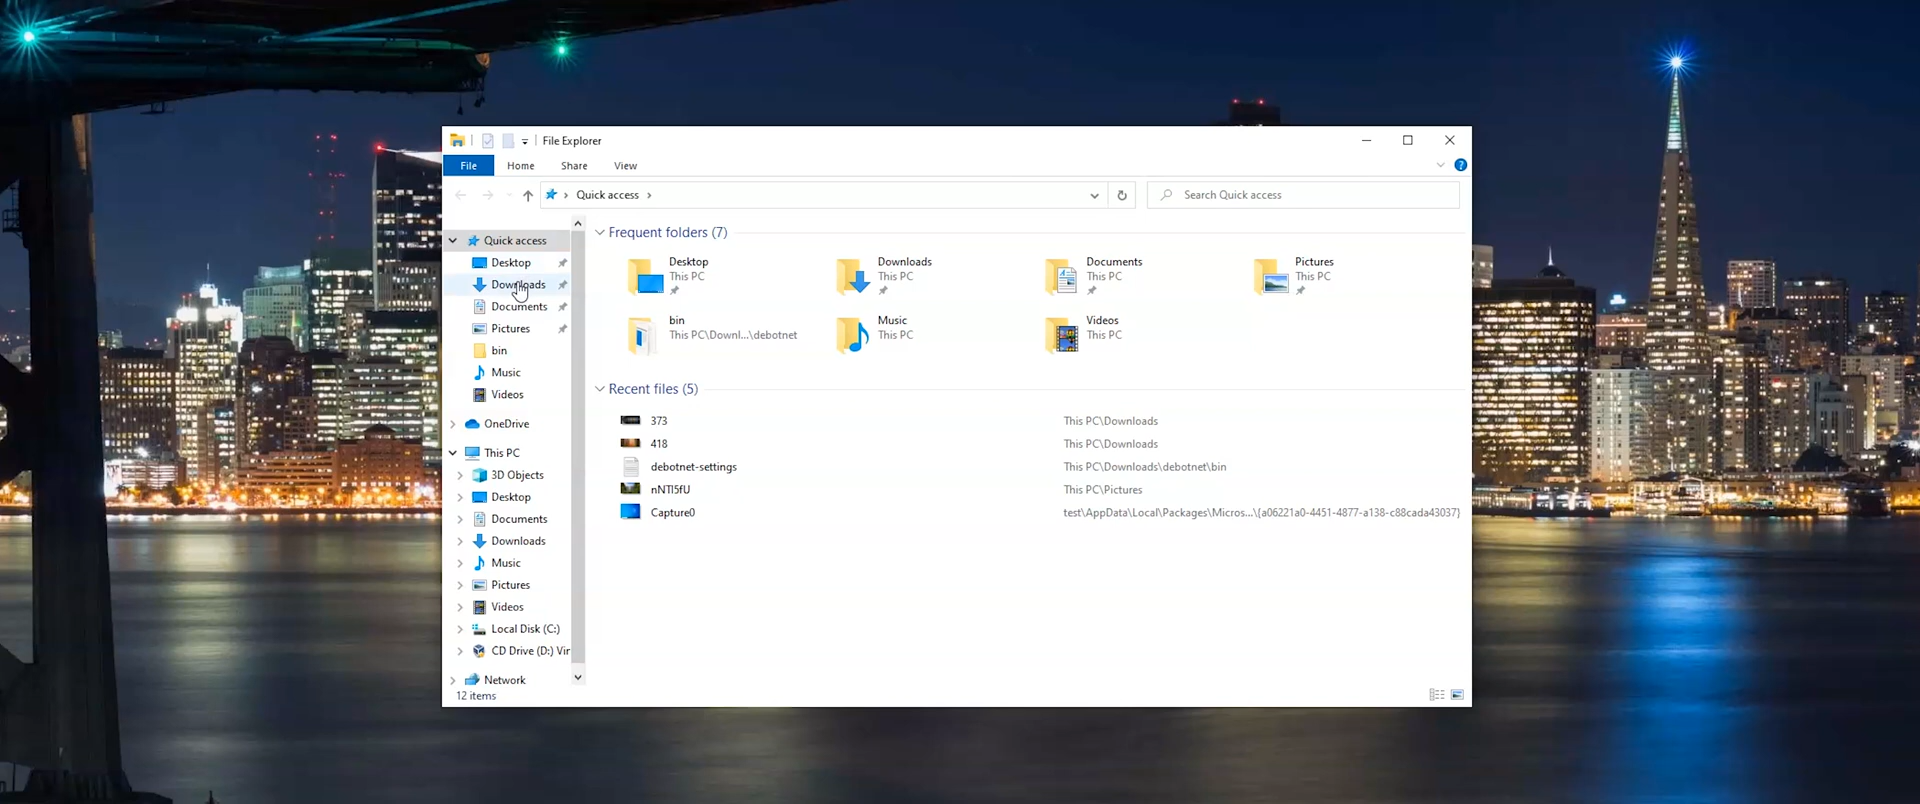 File Explorer
File Home Share View
Quick access
Search Quick access
Quick access
Desktop
Downloads
Documents
Pictures
bin
Music
Videos
OneDrive
This PC
3D Objects
Desktop
Documents
Downloads
Music
Pictures
Videos
Local Disk (C:)
CD Drive (D:) Vir
Network
12 items
Frequent folders (7)
Desktop
This PC
Downloads
This PC
Documents
This PC
Pictures
This PC
bin
This PC\Downl...\debotnet
Music
This PC
Videos
This PC
Recent files (5)
373 This PC\Downloads
418 This PC\Downloads
debotnet-settings This PC\Downloads\debotnet\bin
nNTl5fU This PC\Pictures
Capture0 test\AppData\Local\Packages\Micros...\{a06221a0-4451-4877-a138-c88cada43037}